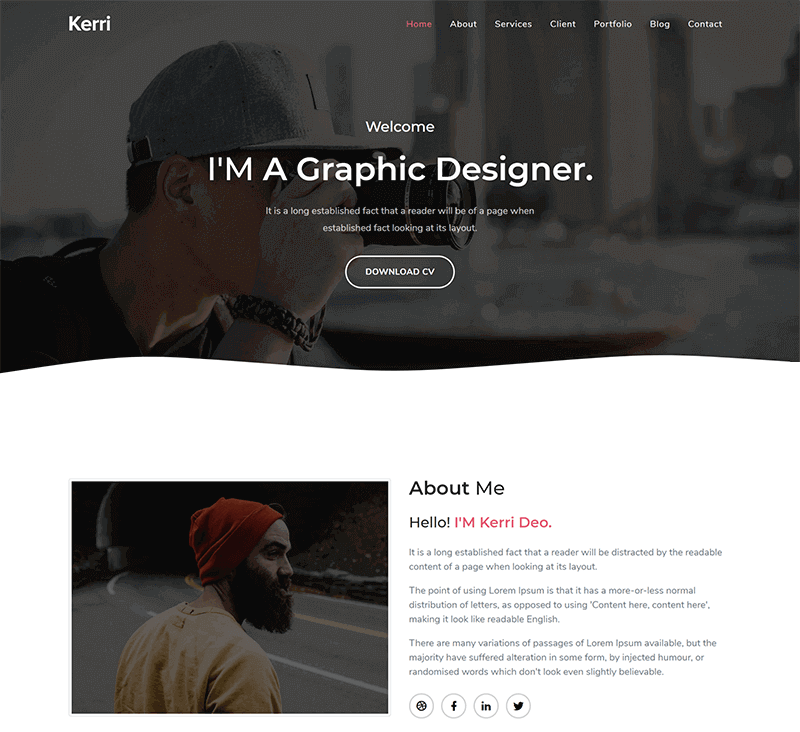 Kerri
Home About Services Client Portfolio Blog Contact
Welcome
I'M A Graphic Designer.
It is a long established fact that a reader will be of a page when
established fact looking at its layout.
DOWNLOAD CV
About Me
Hello! I'M Kerri Deo.
It is a long established fact that a reader will be distracted by the readable
content of a page when looking at its layout.
The point of using Lorem Ipsum is that it has a more-or-less normal
distribution of letters, as opposed to using 'Content here, content here',
making it look like readable English.
There are many variations of passages of Lorem Ipsum available, but the
majority have suffered alteration in some form, by injected humour, or
randomised words which don't look even slightly believable.